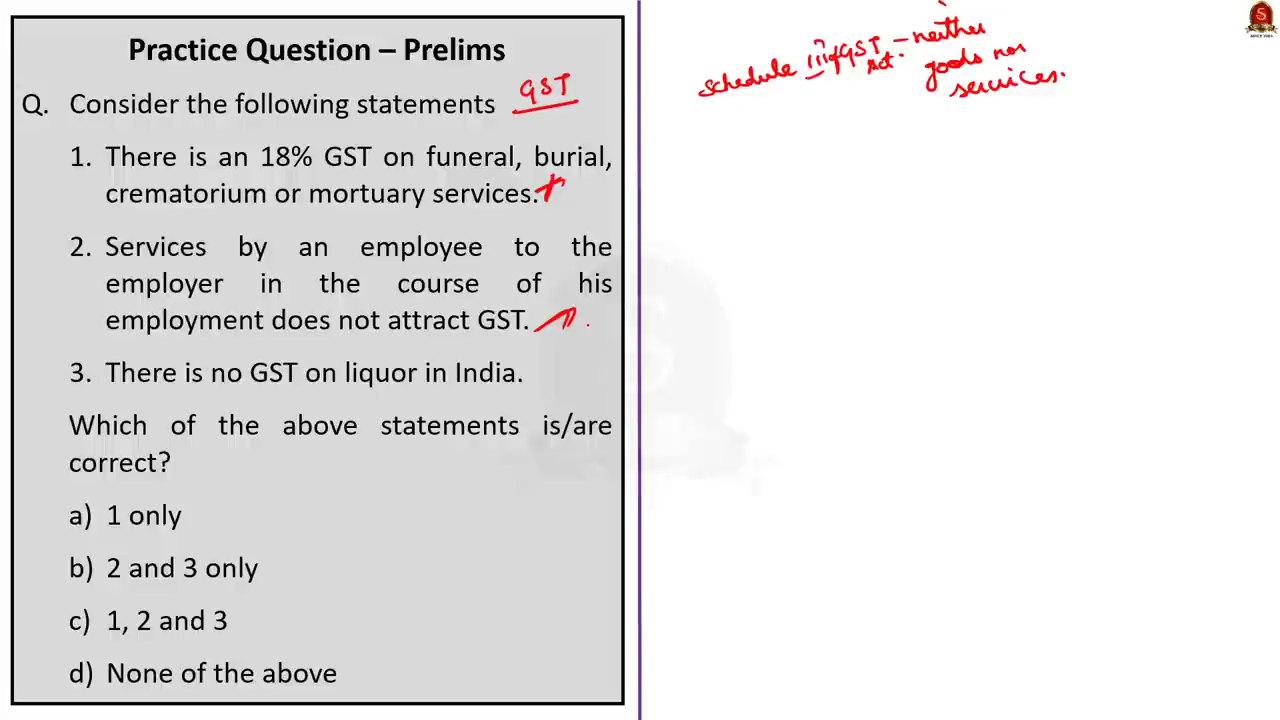 Practice Question – Prelims
Q. Consider the following statements GST
1. There is an 18% GST on funeral, burial,
crematorium or mortuary services.
2. Services by an employee to the
employer in the course of his
employment does not attract GST.
3. There is no GST on liquor in India.
Which of the above statements is/are
correct?
a) 1 only
b) 2 and 3 only
c) 1, 2 and 3
d) None of the above
schedule III of GST Act - neither
goods nor
services.